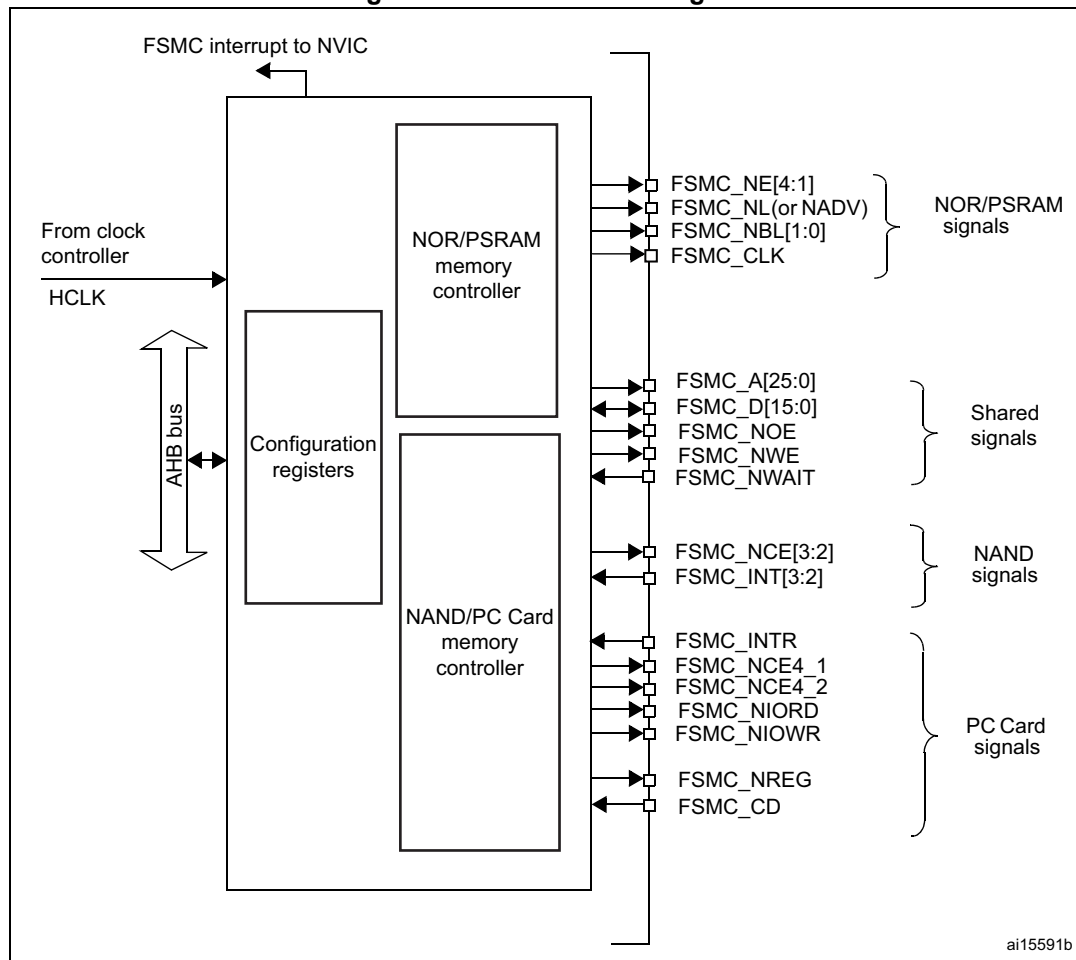 FSMC interrupt to NVIC
From clock
controller
HCLK
AHB bus
Configuration
registers
NOR/PSRAM
memory
controller
NAND/PC Card
memory
controller
FSMC_NE[4:1]
FSMC_NL(or NADV)
FSMC_NBL[1:0]
FSMC_CLK
NOR/PSRAM
signals
FSMC_A[25:0]
FSMC_D[15:0]
FSMC_NOE
FSMC_NWE
FSMC_NWAIT
Shared
signals
FSMC_NCE[3:2]
FSMC_INT[3:2]
NAND
signals
FSMC_INTR
FSMC_NCE4_1
FSMC_NCE4_2
FSMC_NIORD
FSMC_NIOWR
FSMC_NREG
FSMC_CD
PC Card
signals
ai15591b